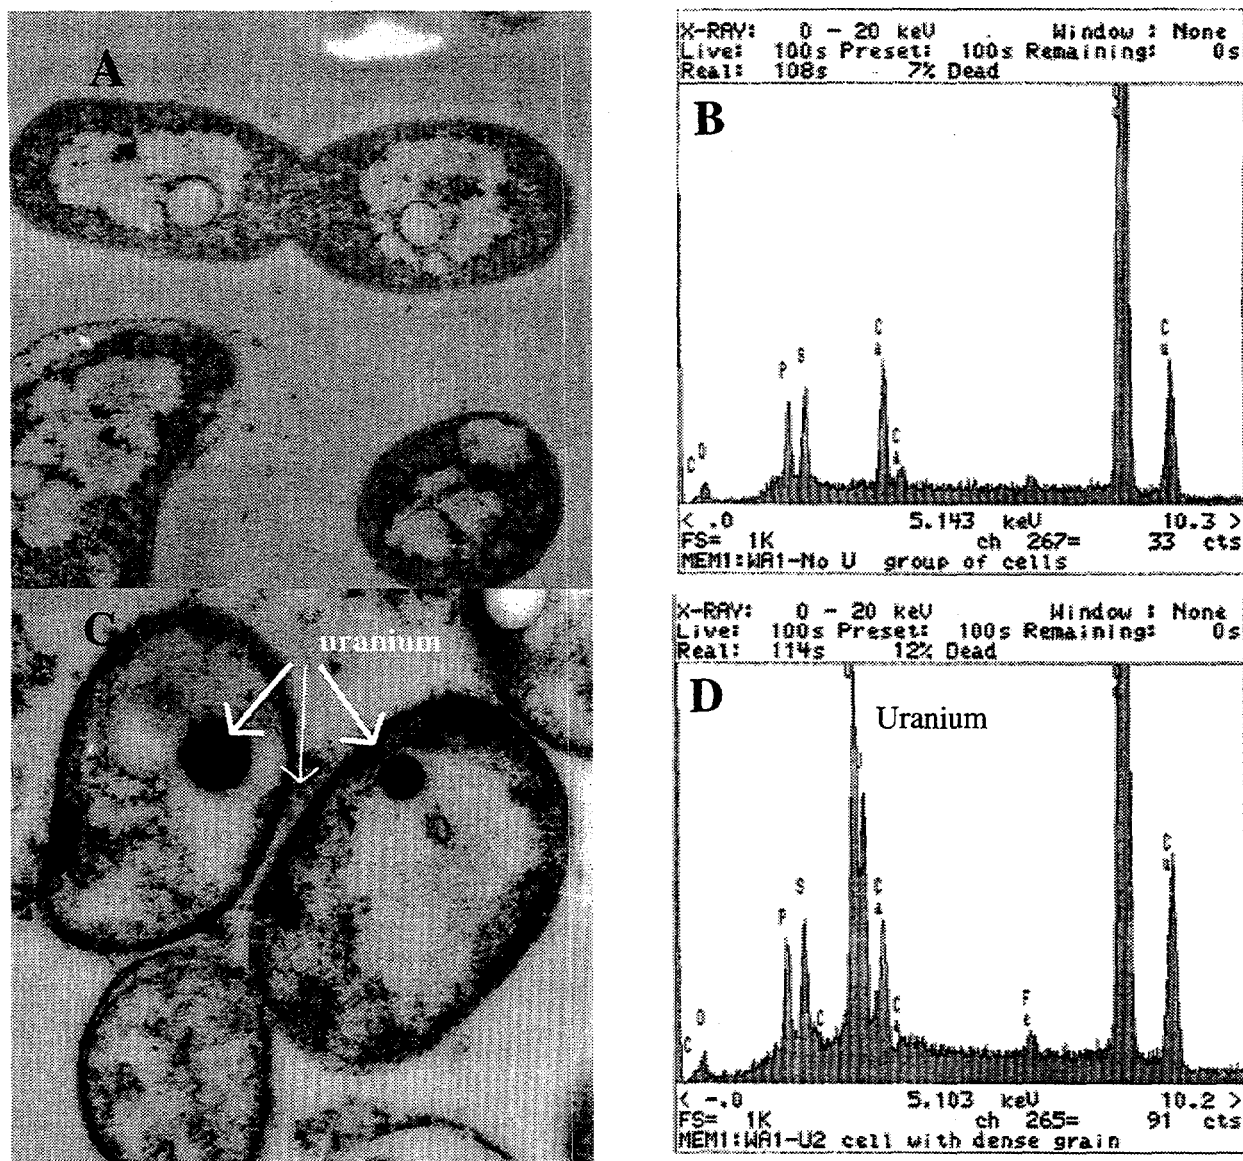 A
X-RAY: 0 - 20 keV Window : None
Live: 100s Preset: 100s Remaining: 0s
Real: 108s 7% Dead
B
C
a
C
u
S
P
C
a
C O
< .0 5.143 keV 10.3 >
FS= 1K ch 267= 33 cts
MEM1:WA1-No U group of cells
C
uranium
X-RAY: 0 - 20 keV Window : None
Live: 100s Preset: 100s Remaining: 0s
Real: 114s 12% Dead
D
Uranium
C
u
S
C
a
P
F
e
C
C
a
O
C
< -.0 5.103 keV 10.2 >
FS= 1K ch 265= 91 cts
MEM1:WA1-U2 cell with dense grain